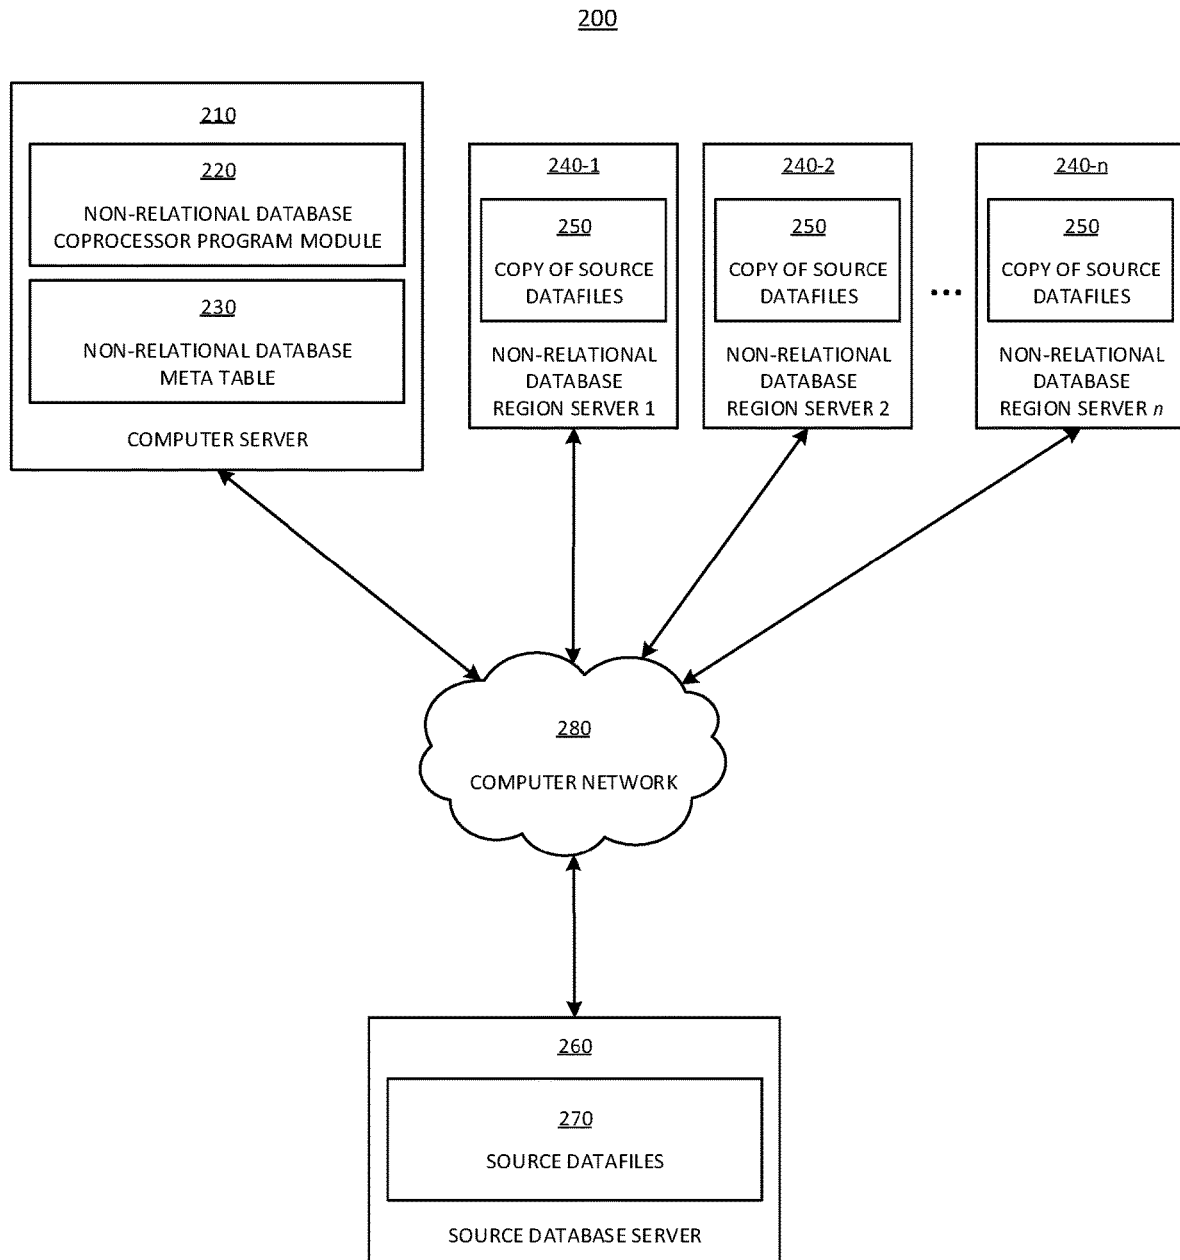 200
210
220
NON-RELATIONAL DATABASE
COPROCESSOR PROGRAM MODULE
230
NON-RELATIONAL DATABASE
META TABLE
COMPUTER SERVER
240-1
250
COPY OF SOURCE
DATAFILES
NON-RELATIONAL
DATABASE
REGION SERVER 1
240-2
250
COPY OF SOURCE
DATAFILES
NON-RELATIONAL
DATABASE
REGION SERVER 2
...
240-n
250
COPY OF SOURCE
DATAFILES
NON-RELATIONAL
DATABASE
REGION SERVER n
280
COMPUTER NETWORK
260
270
SOURCE DATAFILES
SOURCE DATABASE SERVER